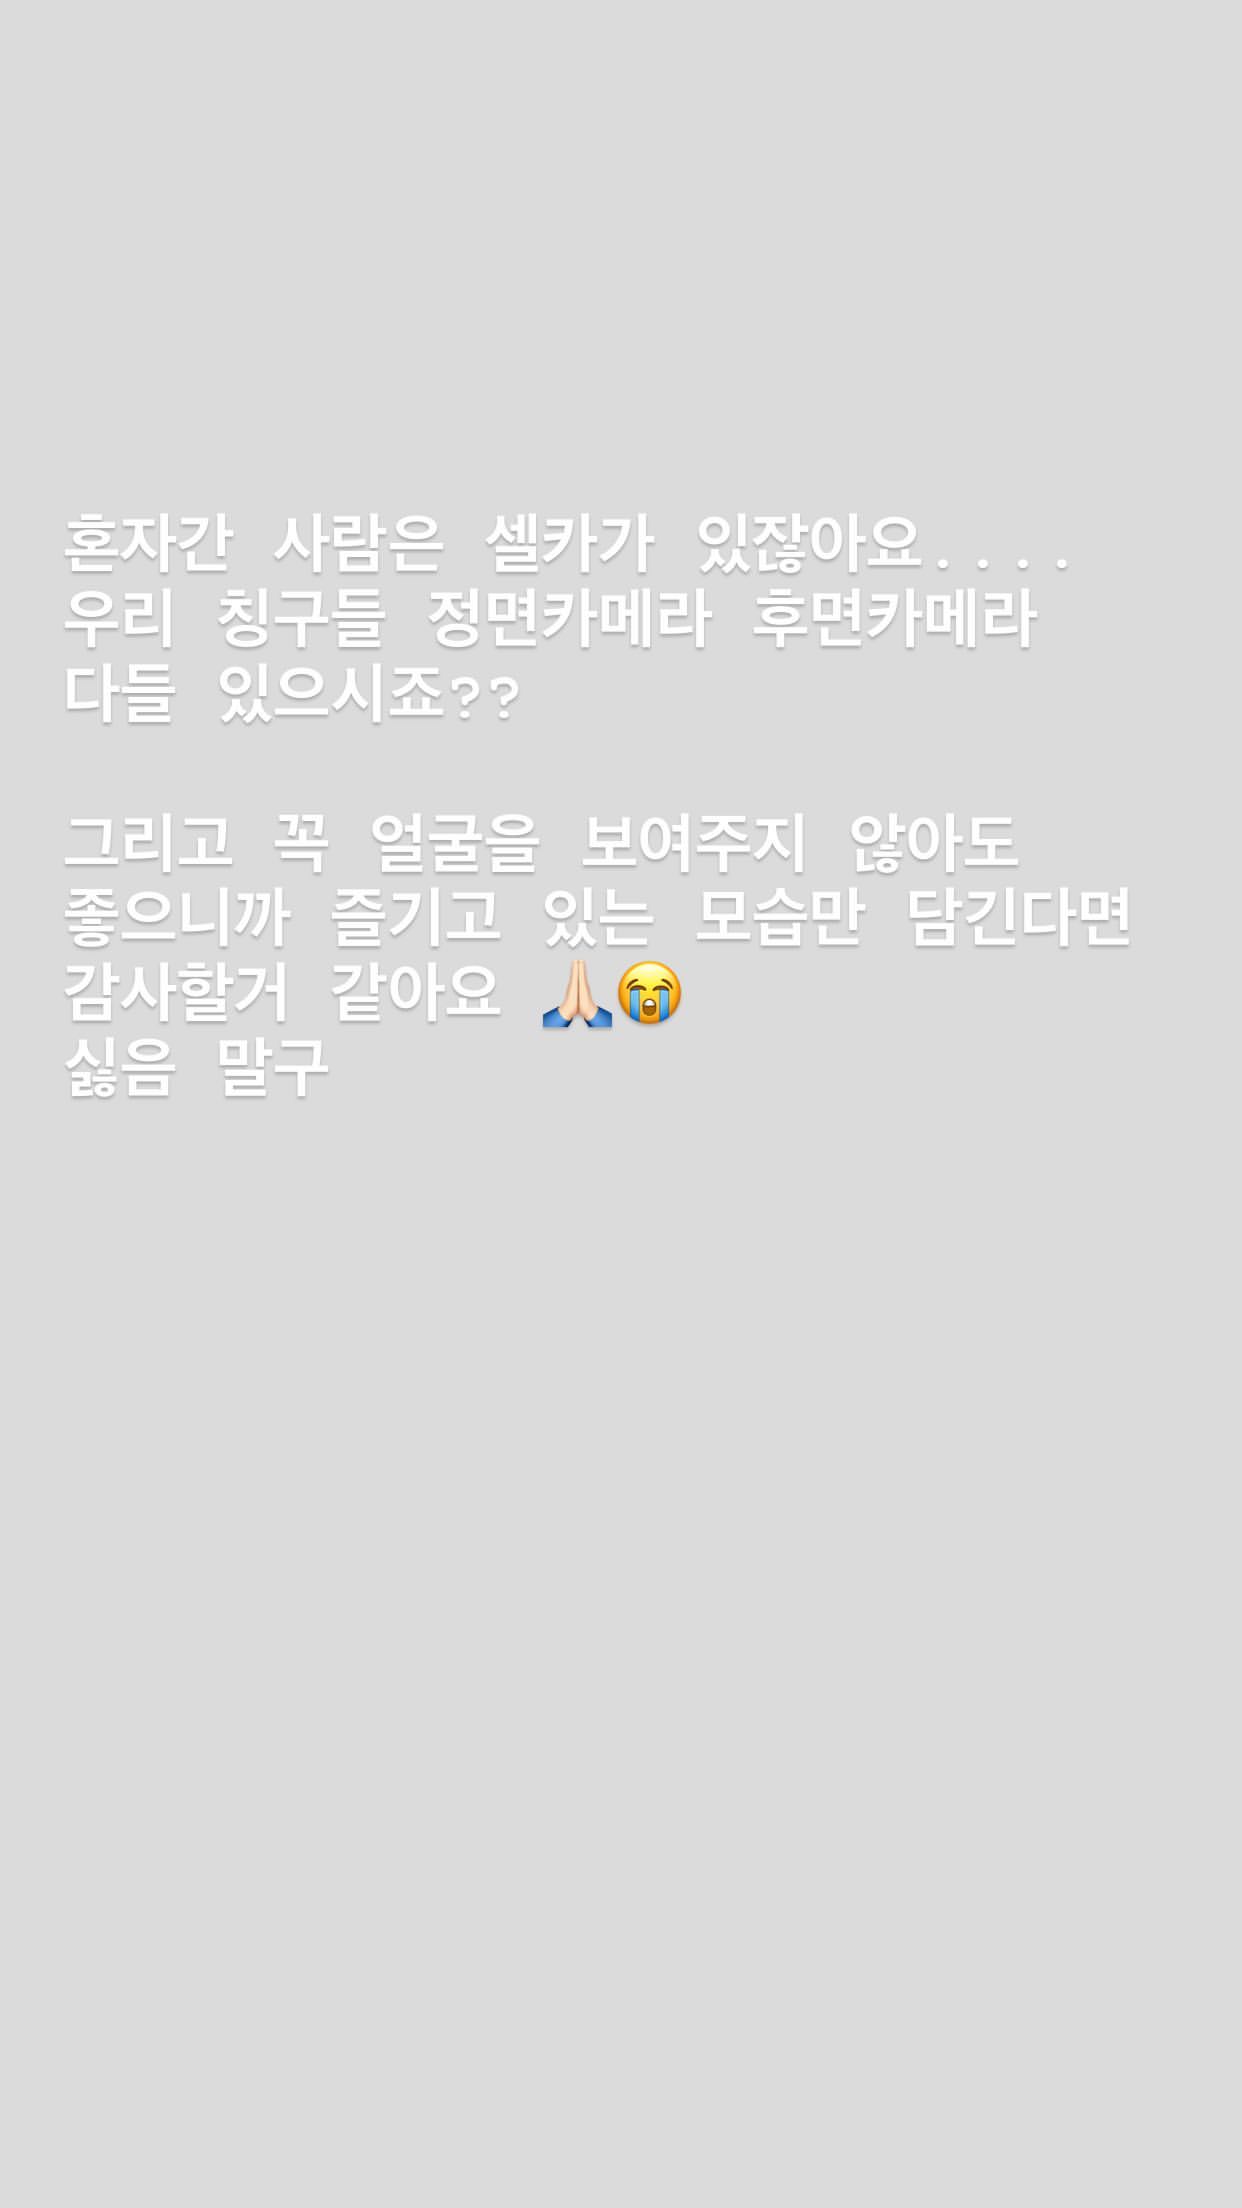 혼자간 사람은 셀카가 있잖아요....
우리 칭구들 정면카메라 후면카메라
다들 있으시죠??
그리고 꼭 얼굴을 보여주지 않아도
좋으니까 즐기고 있는 모습만 담긴다면
감사할거 같아요 🙏🏻😭
싫음 말구